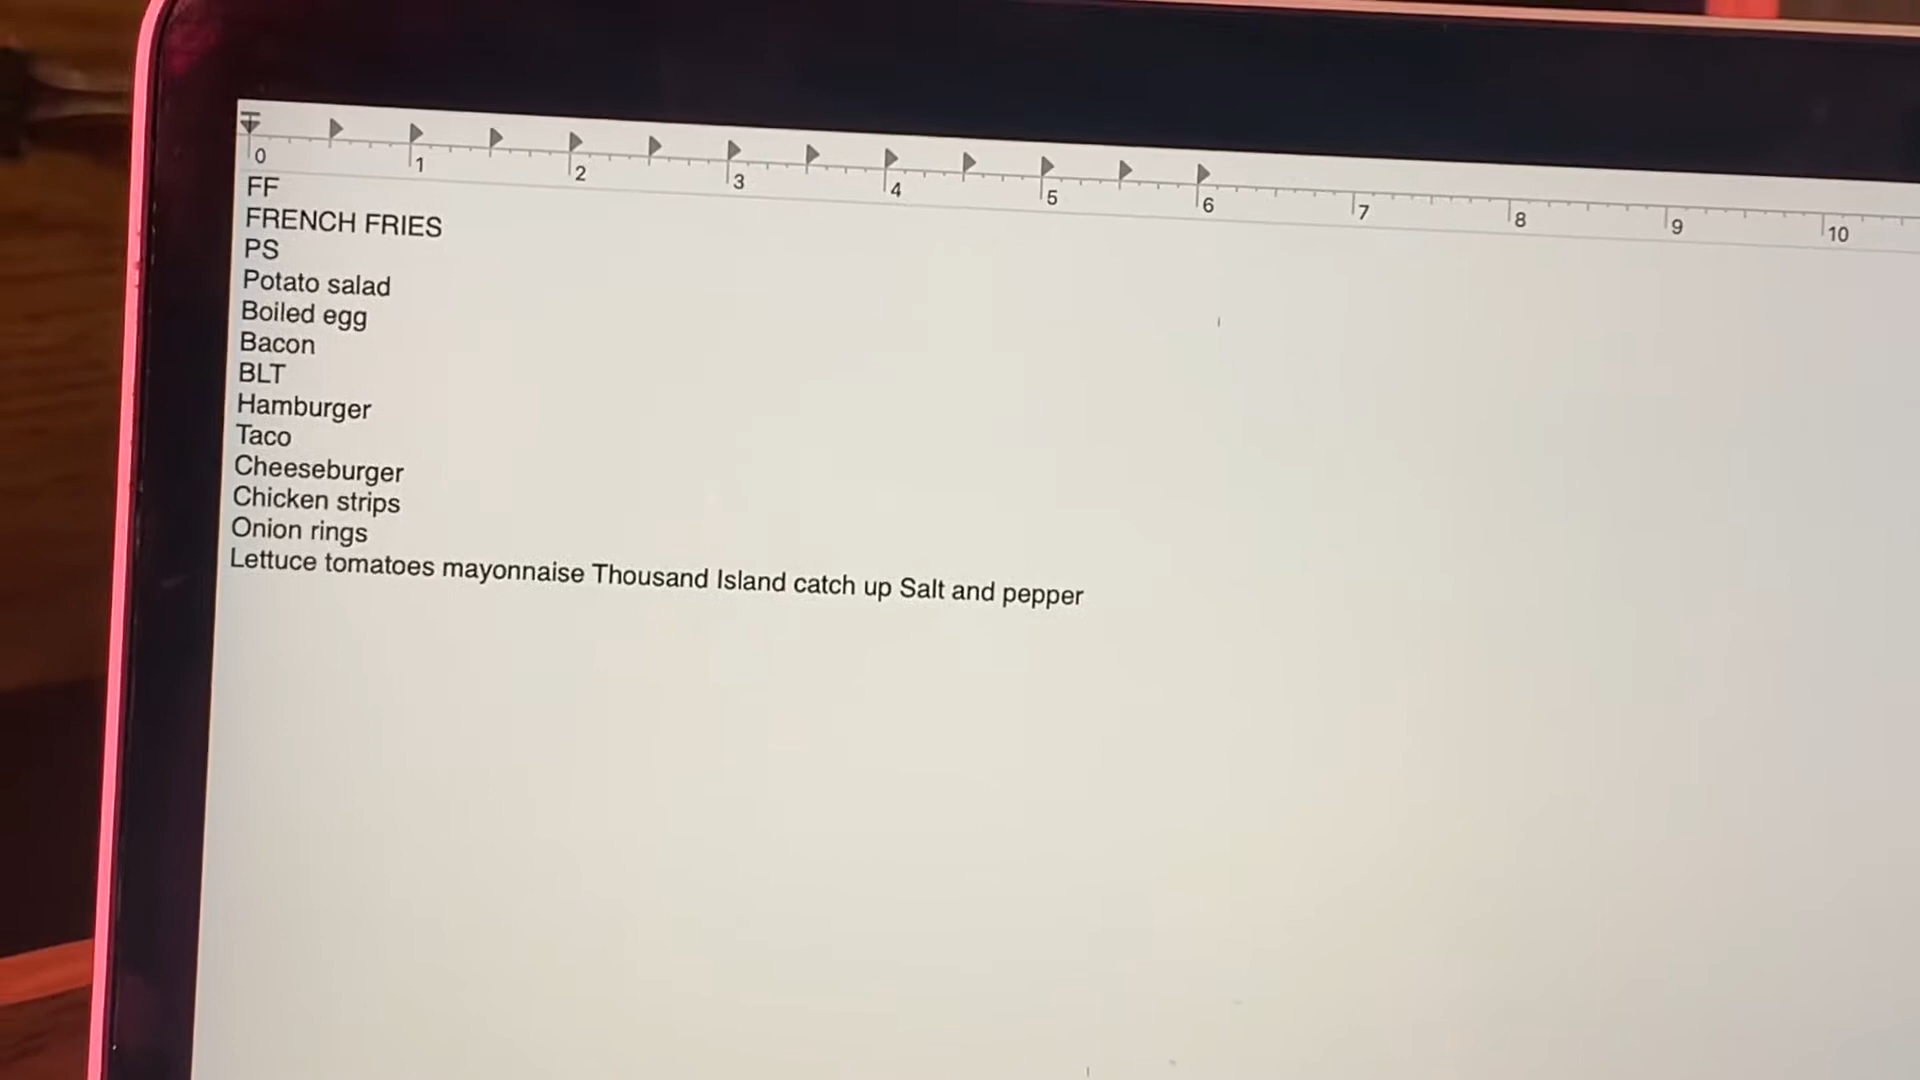 0 1 2 3 4 5 6 7 8 9 10
FF
FRENCH FRIES
PS
Potato salad
Boiled egg
Bacon
BLT
Hamburger
Taco
Cheeseburger
Chicken strips
Onion rings
Lettuce tomatoes mayonnaise Thousand Island catch up Salt and pepper